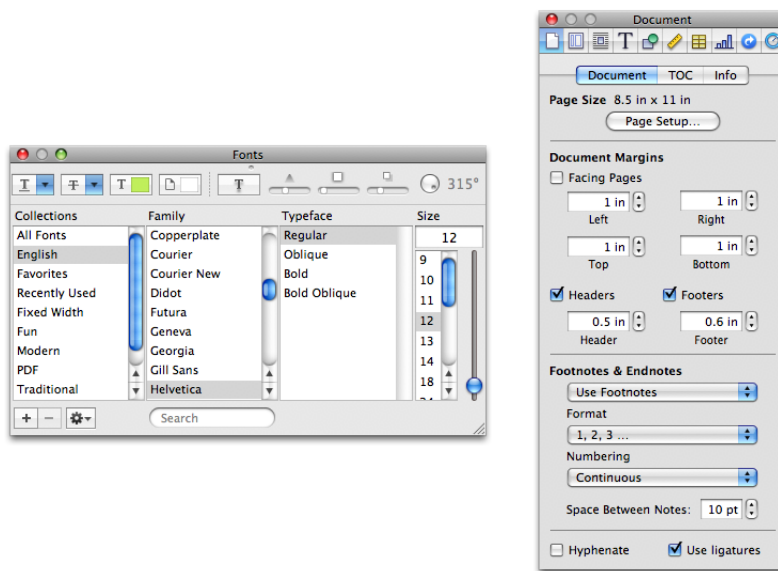 Fonts
T T T T 315°
Collections Family Typeface Size
All Fonts
English
Favorites
Recently Used
Fixed Width
Fun
Modern
PDF
Traditional
Copperplate
Courier
Courier New
Didot
Futura
Geneva
Georgia
Gill Sans
Helvetica
Regular
Oblique
Bold
Bold Oblique
12
9
10
11
12
13
14
18
24
Search
Document
T
Document TOC Info
Page Size 8.5 in x 11 in
Page Setup...
Document Margins
Facing Pages
1 in 1 in
Left Right
1 in 1 in
Top Bottom
Headers Footers
0.5 in 0.6 in
Header Footer
Footnotes & Endnotes
Use Footnotes
Format
1, 2, 3 ...
Numbering
Continuous
Space Between Notes: 10 pt
Hyphenate Use ligatures